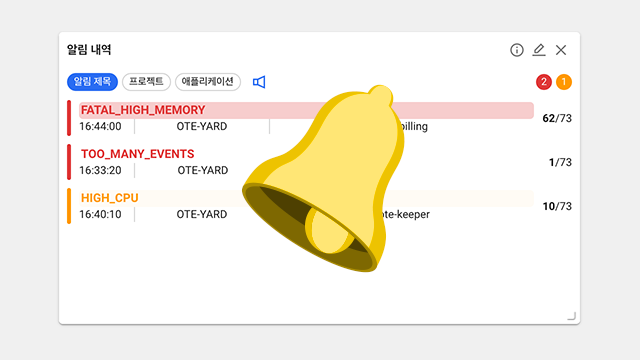 알림 내역
알림 제목 프로젝트 애플리케이션 2 1
FATAL_HIGH_MEMORY 62/73
16:44:00 OTE-YARD billing
TOO_MANY_EVENTS 1/73
16:33:20 OTE-YARD
HIGH_CPU 10/73
16:40:10 OTE-YARD ote-keeper